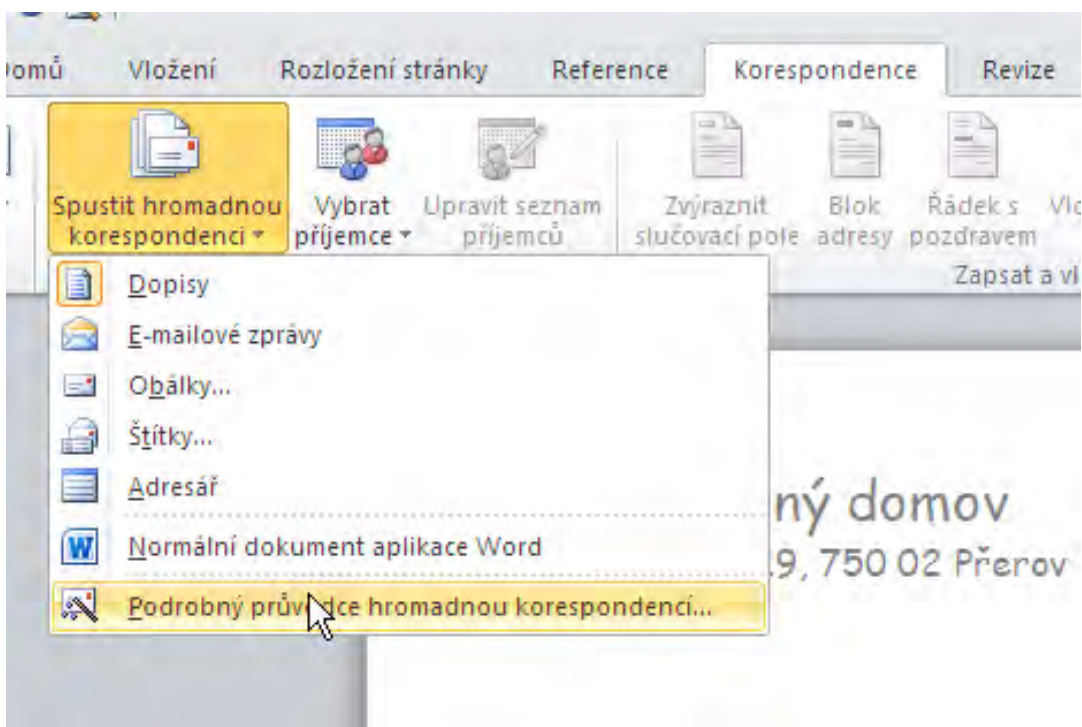 Vložení Rozložení stránky Reference Korespondence Revize
Spustit hromadnou korespondenci
Vybrat příjemce
Upravit seznam příjemců
Zvýraznit slučovací pole
Blok adresy
Řádek s pozdravem
Zapsat a
Dopisy
E-mailové zprávy
Obálky...
Štítky...
Adresář
Normální dokument aplikace Word
Podrobný průvodce hromadnou korespondencí...
ný domov
9, 750 02 Přerov